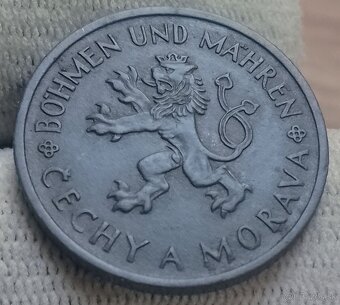 BÖHMEN UND MÄHREN
ČECHY A MORAVA